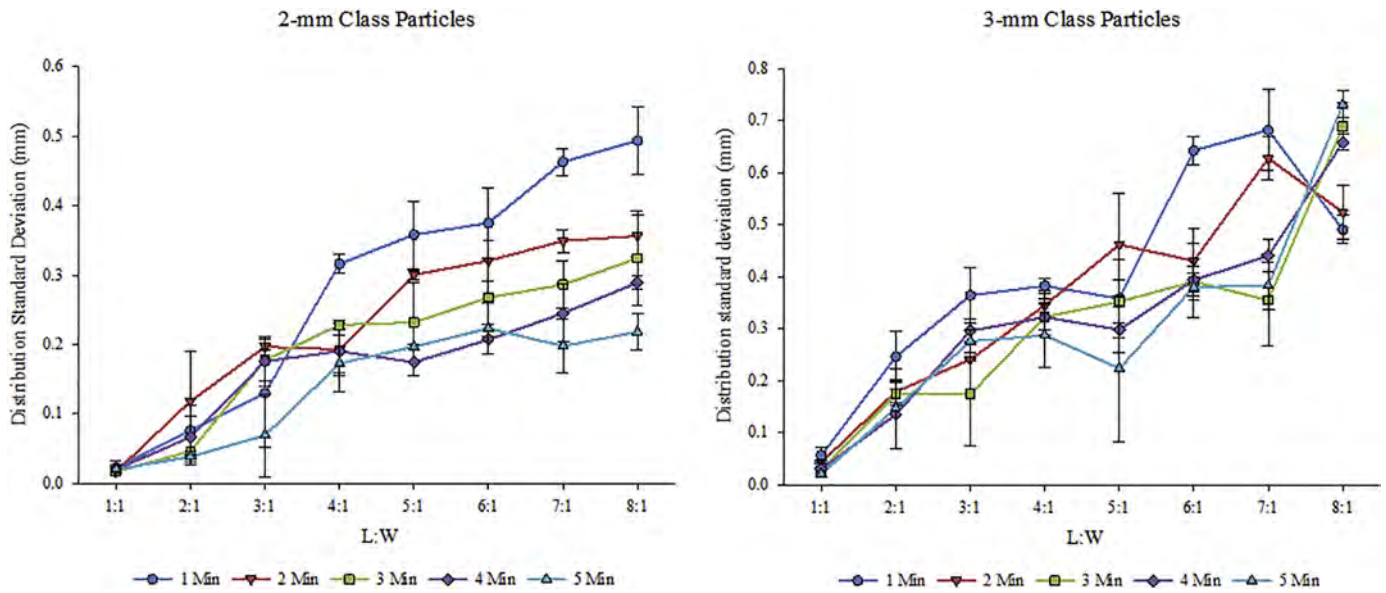 2-mm Class Particles
Distribution Standard Deviation (mm)
0.6
0.5
0.4
0.3
0.2
0.1
0.0
1:1 2:1 3:1 4:1 5:1 6:1 7:1 8:1
L:W
1 Min 2 Min 3 Min 4 Min 5 Min
3-mm Class Particles
Distribution standard deviation (mm)
0.8
0.7
0.6
0.5
0.4
0.3
0.2
0.1
0.0
1:1 2:1 3:1 4:1 5:1 6:1 7:1 8:1
L:W
1 Min 2 Min 3 Min 4 Min 5 Min